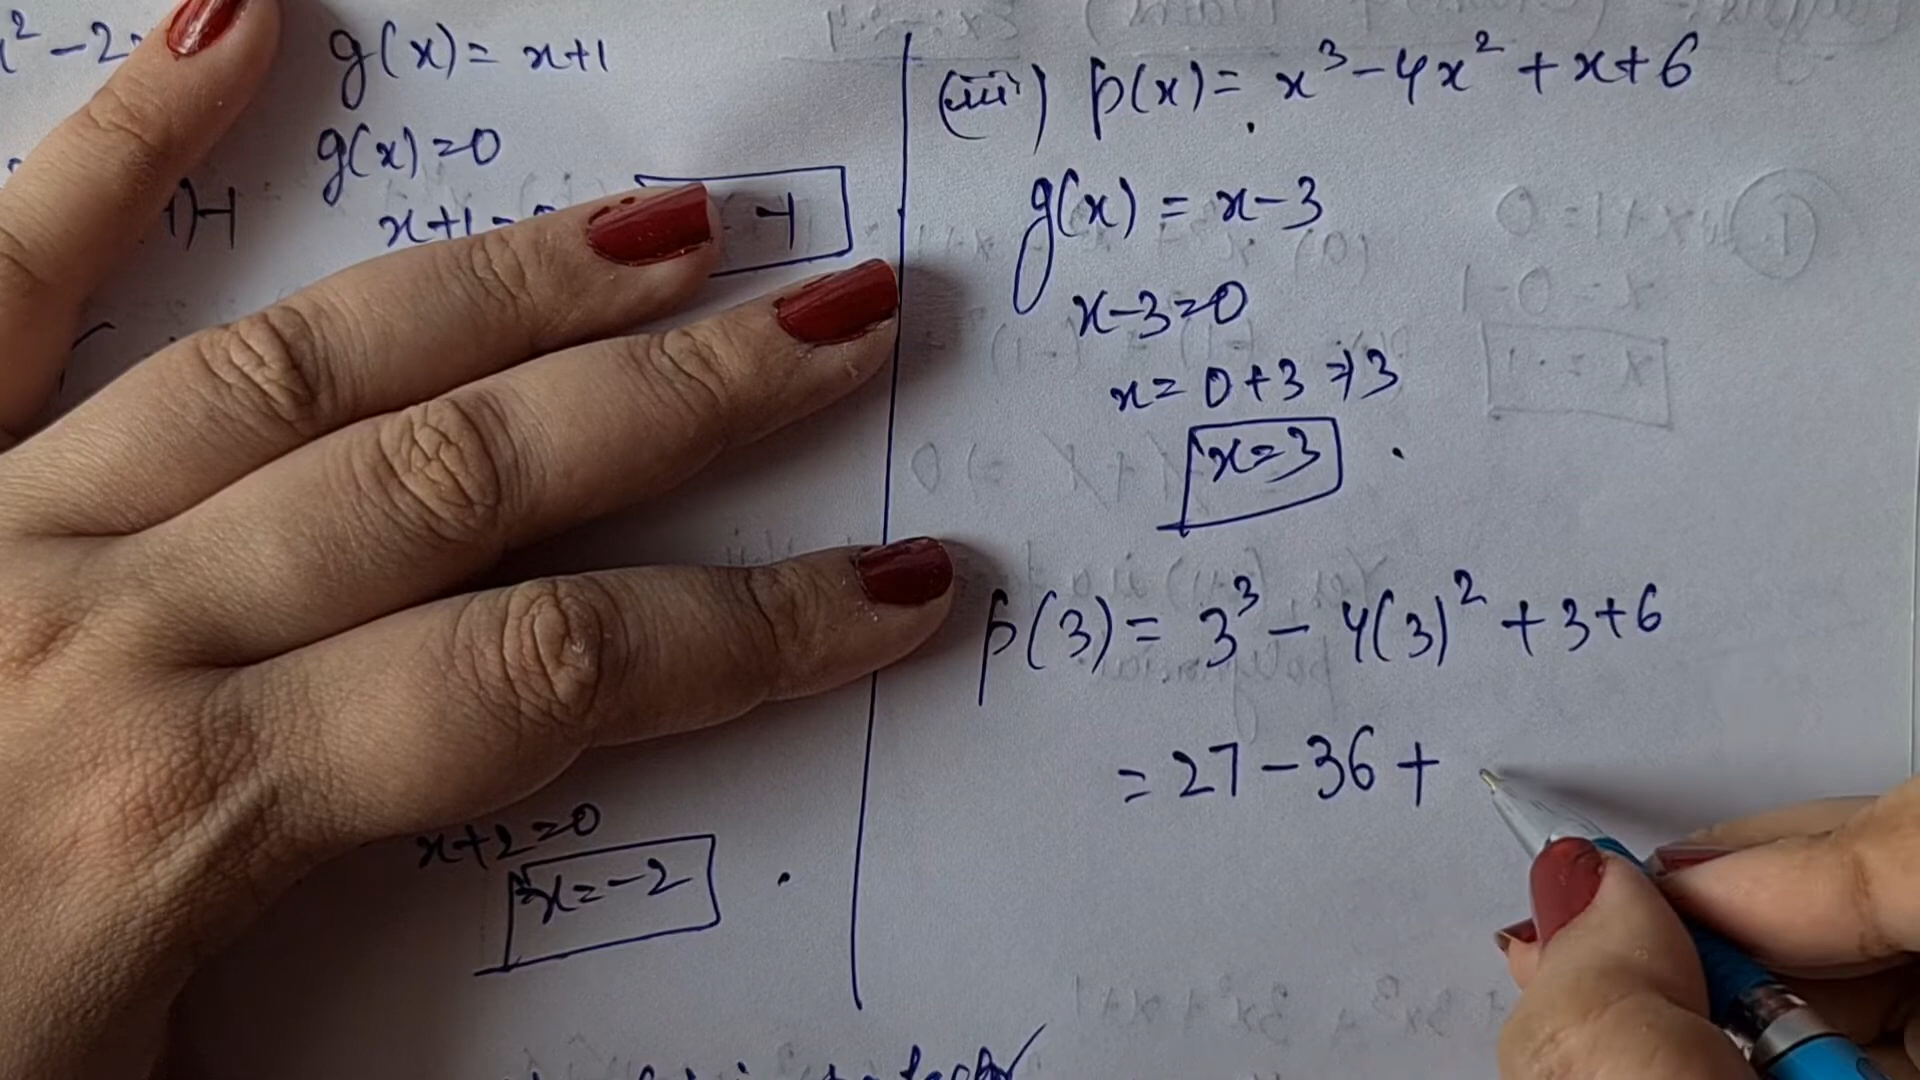 g(x) = x+1
g(x)=0
x+1=
-1
x+2=0
x=-2
(iii) p(x) = x³-4x²+x+6
g(x) = x-3
x-3=0
x= 0+3 ⇒3
x=3
p(3) = 3³ - 4(3)² +3+6
= 27-36+